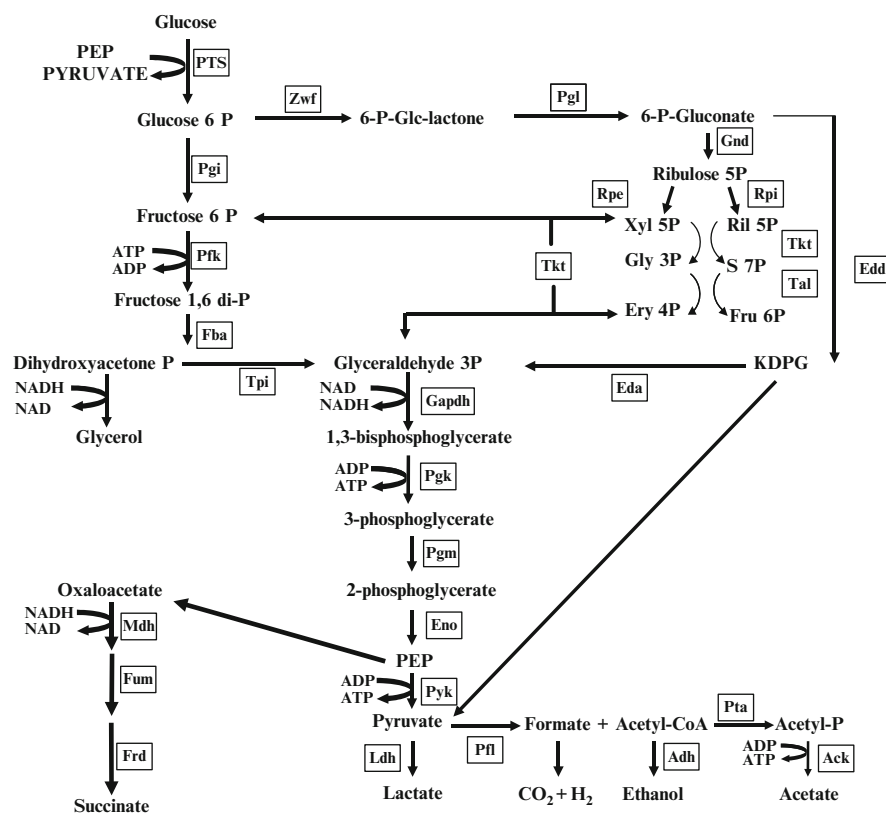 Glucose
PEP
PTS
PYRUVATE
Zwf
Pgl
Glucose 6 P
6-P-Glc-lactone
6-P-Gluconate
Gnd
Pgi
Ribulose 5P
Rpe
Rpi
Fructose 6 P
Xyl 5P
Ril 5P
ATP
ADP
Pfk
Tkt
Gly 3P
S 7P
Tkt
Tal
Edd
Fructose 1,6 di-P
Ery 4P
Fru 6P
Fba
Dihydroxyacetone P
Tpi
Glyceraldehyde 3P
Eda
KDPG
NADH
NAD
NAD
NADH
Gapdh
Glycerol
1,3-bisphosphoglycerate
ADP
ATP
Pgk
3-phosphoglycerate
Pgm
Oxaloacetate
2-phosphoglycerate
NADH
NAD
Mdh
Eno
PEP
Fum
ADP
ATP
Pyk
Pta
Pyruvate
Formate + Acetyl-CoA
Acetyl-P
Frd
Ldh
Pfl
Adh
ADP
ATP
Ack
Succinate
Lactate
CO2 + H2
Ethanol
Acetate